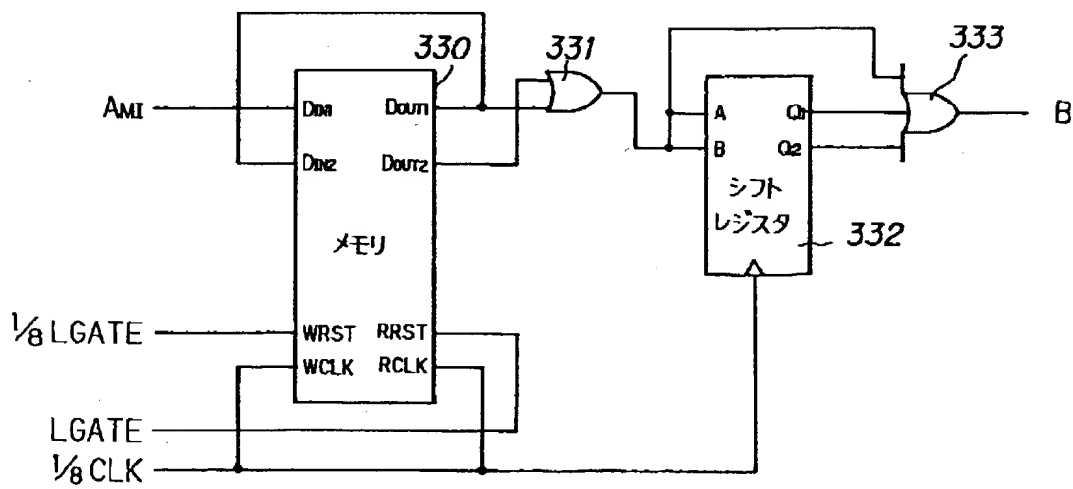 330
331
333
AMI
DIN1
DOUT1
DIN2
DOUT2
メモリ
A
Q1
B
Q2
シフト
レジスタ
332
B
1/8 LGATE
WRST
RRST
WCLK
RCLK
LGATE
1/8 CLK